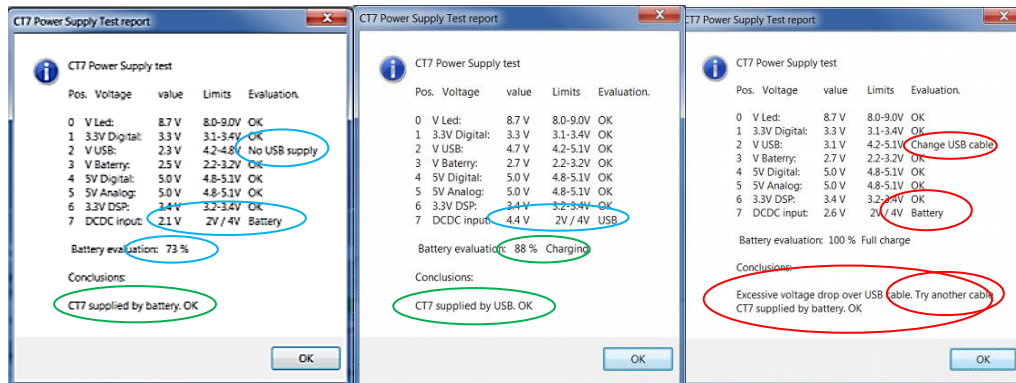 CT7 Power Supply Test report
CT7 Power Supply test
Pos. Voltage value Limits Evaluation.
0 V Led: 8.7 V 8.0-9.0V OK
1 3.3V Digital: 3.3 V 3.1-3.4V OK
2 V USB: 2.3 V 4.2-4.8V No USB supply
3 V Baterry: 2.5 V 2.2-3.2V OK
4 5V Digital: 5.0 V 4.8-5.1V OK
5 5V Analog: 5.0 V 4.8-5.1V OK
6 3.3V DSP: 3.4 V 3.2-3.4V OK
7 DCDC input: 2.1 V 2V / 4V Battery
Battery evaluation: 73 %
Conclusions:
CT7 supplied by battery. OK
OK
CT7 Power Supply Test report
CT7 Power Supply test
Pos. Voltage value Limits Evaluation.
0 V Led: 8.7 V 8.0-9.0V OK
1 3.3V Digital: 3.3 V 3.1-3.4V OK
2 V USB: 4.7 V 4.2-5.1V OK
3 V Baterry: 2.7 V 2.2-3.2V OK
4 5V Digital: 5.0 V 4.8-5.1V OK
5 5V Analog: 5.0 V 4.8-5.1V OK
6 3.3V DSP: 3.4 V 3.2-3.4V OK
7 DCDC input: 4.4 V 2V / 4V USB
Battery evaluation: 88 % Charging
Conclusions:
CT7 supplied by USB. OK
OK
CT7 Power Supply Test report
CT7 Power Supply test
Pos. Voltage value Limits Evaluation.
0 V Led: 8.7 V 8.0-9.0V OK
1 3.3V Digital: 3.3 V 3.1-3.4V OK
2 V USB: 3.1 V 4.2-5.1V Change USB cable
3 V Baterry: 2.7 V 2.2-3.2V OK
4 5V Digital: 5.0 V 4.8-5.1V OK
5 5V Analog: 5.0 V 4.8-5.1V OK
6 3.3V DSP: 3.4 V 3.2-3.4V OK
7 DCDC input: 2.6 V 2V / 4V Battery
Battery evaluation: 100 % Full charge
Conclusions:
Excessive voltage drop over USB cable. Try another cable
CT7 supplied by battery. OK
OK